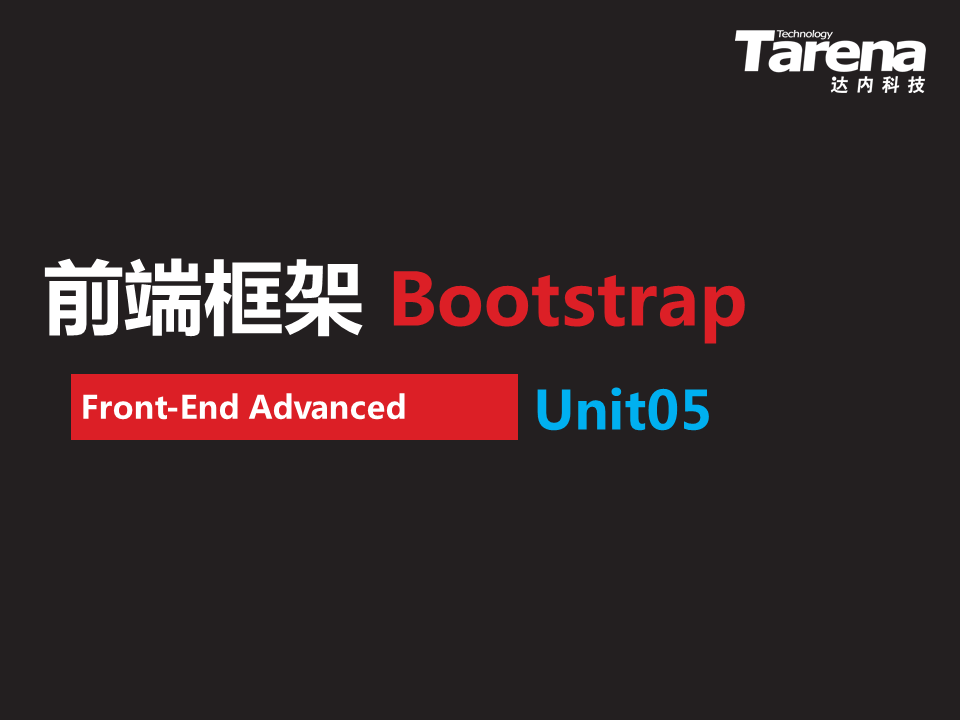 Technology
Tarena
达内科技
前端框架 Bootstrap
Front-End Advanced
Unit05